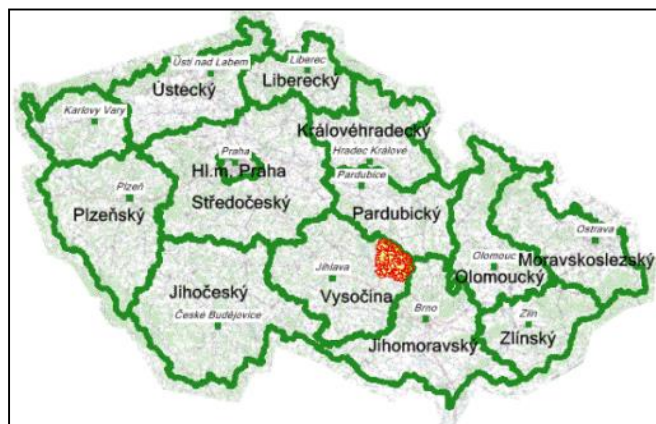 Ústí nad Labem
Liberec
Ústecký
Liberecký
Karlovy Vary
Královéhradecký
Praha
Hradec Králové
Hl.m. Praha
Plzeň
Pardubice
Středočeský
Plzeňský
Pardubický
Ostrava
Olomouc
Moravskoslezský
Jihlava
Olomoucký
Jihočeský
Vysočina
České Budějovice
Brno
Zlín
Jihomoravský
Zlínský